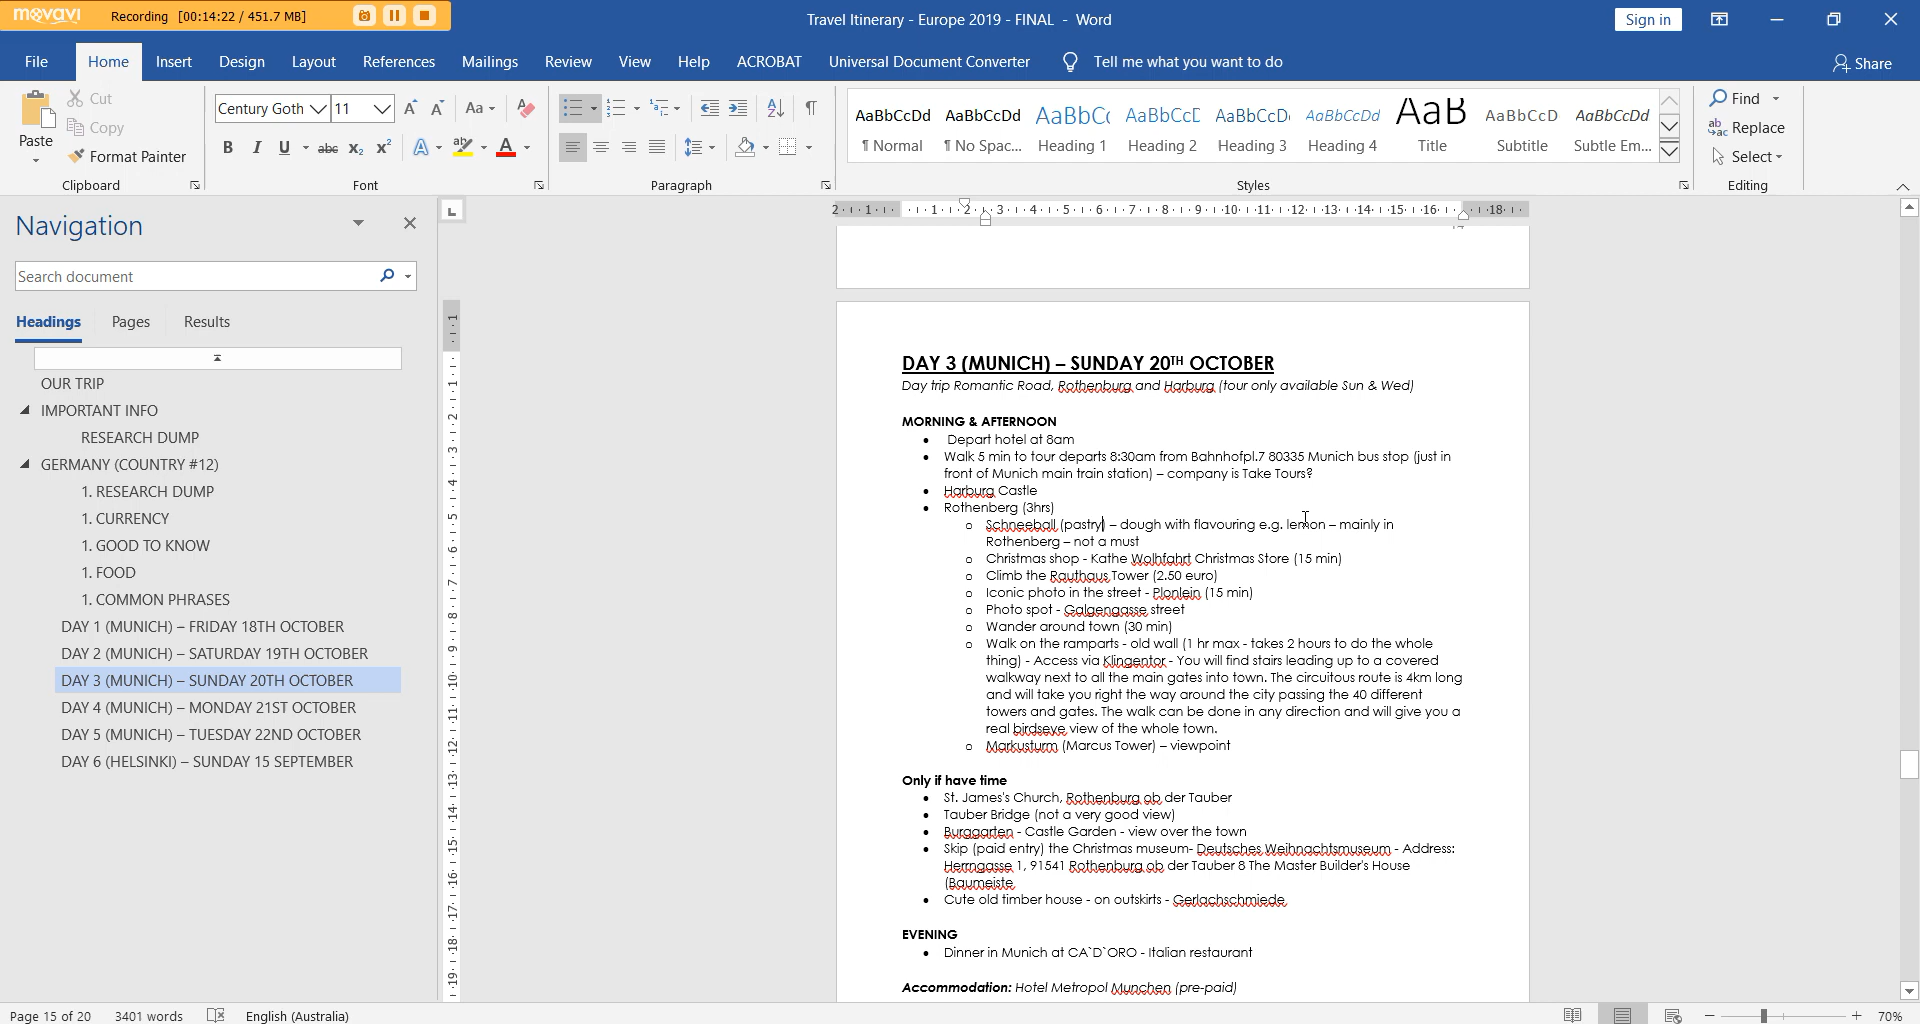 movavi
Recording [00:14:22 / 451.7 MB]
Travel Itinerary - Europe 2019 - FINAL - Word
Sign in
File Home Insert Design Layout References Mailings Review View Help ACROBAT Universal Document Converter Tell me what you want to do
Share
Paste
Cut
Copy
Format Painter
Clipboard
Century Goth 11
Font
Paragraph
AaBbCcDd AaBbCcDd AaBbCc AaBbCcD AaBbCcD AaBbCcDd AaB AaBbCcD AaBbCcDd
¶ Normal ¶ No Spac... Heading 1 Heading 2 Heading 3 Heading 4 Title Subtitle Subtle Em...
Styles
Find
Replace
Select
Editing
Navigation
Search document
Headings Pages Results
OUR TRIP
IMPORTANT INFO
RESEARCH DUMP
GERMANY (COUNTRY #12)
1. RESEARCH DUMP
1. CURRENCY
1. GOOD TO KNOW
1. FOOD
1. COMMON PHRASES
DAY 1 (MUNICH) – FRIDAY 18TH OCTOBER
DAY 2 (MUNICH) – SATURDAY 19TH OCTOBER
DAY 3 (MUNICH) – SUNDAY 20TH OCTOBER
DAY 4 (MUNICH) – MONDAY 21ST OCTOBER
DAY 5 (MUNICH) – TUESDAY 22ND OCTOBER
DAY 6 (HELSINKI) – SUNDAY 15 SEPTEMBER
DAY 3 (MUNICH) – SUNDAY 20TH OCTOBER
Day trip Romantic Road, Rothenburg and Harburg (tour only available Sun & Wed)
MORNING & AFTERNOON
• Depart hotel at 8am
• Walk 5 min to tour departs 8:30am from Bahnhofpl.7 80335 Munich bus stop (just in
front of Munich main train station) – company is Take Tours?
• Harburg Castle
• Rothenberg (3hrs)
o Schneeball (pastry) – dough with flavouring e.g. lemon – mainly in
Rothenberg – not a must
o Christmas shop - Kathe Wolhfahrt Christmas Store (15 min)
o Climb the Rauthaus Tower (2.50 euro)
o Iconic photo in the street - Plonlein (15 min)
o Photo spot - Galgengasse street
o Wander around town (30 min)
o Walk on the ramparts - old wall (1 hr max - takes 2 hours to do the whole
thing) - Access via Klingentor - You will find stairs leading up to a covered
walkway next to all the main gates into town. The circuitous route is 4km long
and will take you right the way around the city passing the 40 different
towers and gates. The walk can be done in any direction and will give you a
real birdseye view of the whole town.
o Markusturm (Marcus Tower) – viewpoint
Only if have time
• St. James's Church, Rothenburg ob der Tauber
• Tauber Bridge (not a very good view)
• Burggarten - Castle Garden - view over the town
• Skip (paid entry) the Christmas museum- Deutsches Weihnachtsmuseum - Address:
Herrngasse 1, 91541 Rothenburg ob der Tauber 8 The Master Builder's House
(Baumeiste
• Cute old timber house - on outskirts - Gerlachschmiede
EVENING
• Dinner in Munich at CA`D`ORO - Italian restaurant
Accommodation: Hotel Metropol Munchen (pre-paid)
Page 15 of 20 3401 words English (Australia) 70%